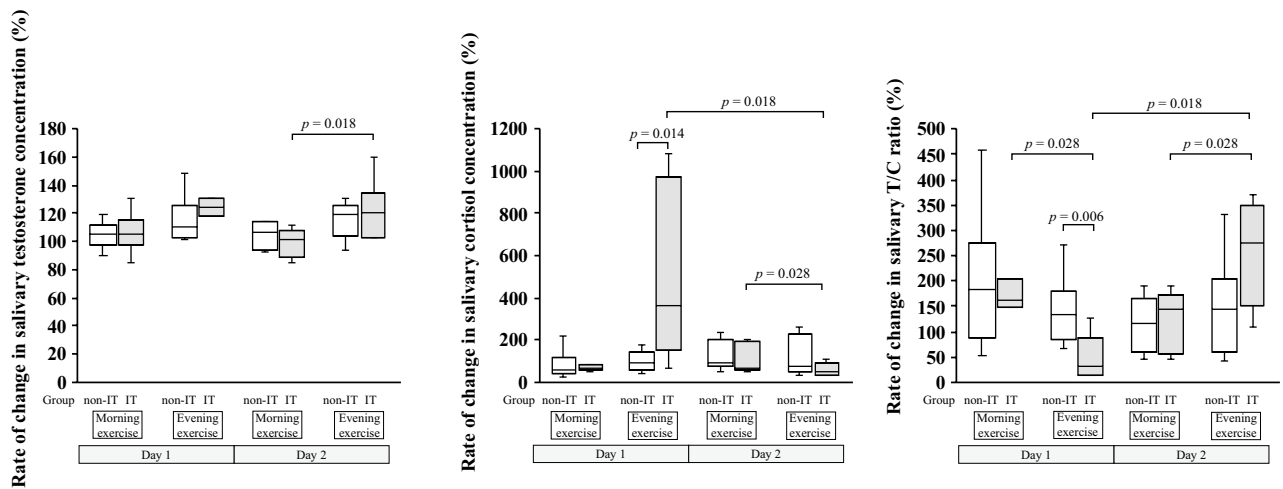 Rate of change in salivary testosterone concentration (%)
180
160
140
120
100
80
60
40
20
0
p = 0.018
Group non-IT IT non-IT IT non-IT IT non-IT IT
Morning exercise
Evening exercise
Morning exercise
Evening exercise
Day 1 Day 2
Rate of change in salivary cortisol concentration (%)
1200
1000
800
600
400
200
0
p = 0.018
p = 0.014
p = 0.028
Group non-IT IT non-IT IT non-IT IT non-IT IT
Morning exercise
Evening exercise
Morning exercise
Evening exercise
Day 1 Day 2
Rate of change in salivary T/C ratio (%)
500
450
400
350
300
250
200
150
100
50
0
p = 0.018
p = 0.028
p = 0.028
p = 0.006
Group non-IT IT non-IT IT non-IT IT non-IT IT
Morning exercise
Evening exercise
Morning exercise
Evening exercise
Day 1 Day 2